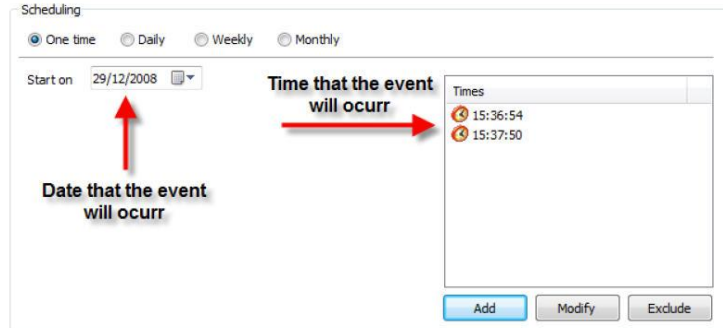 Scheduling
One time Daily Weekly Monthly
Start on 29/12/2008
Time that the event
will ocurr
Times
15:36:54
15:37:50
Date that the event
will ocurr
Add Modify Exclude